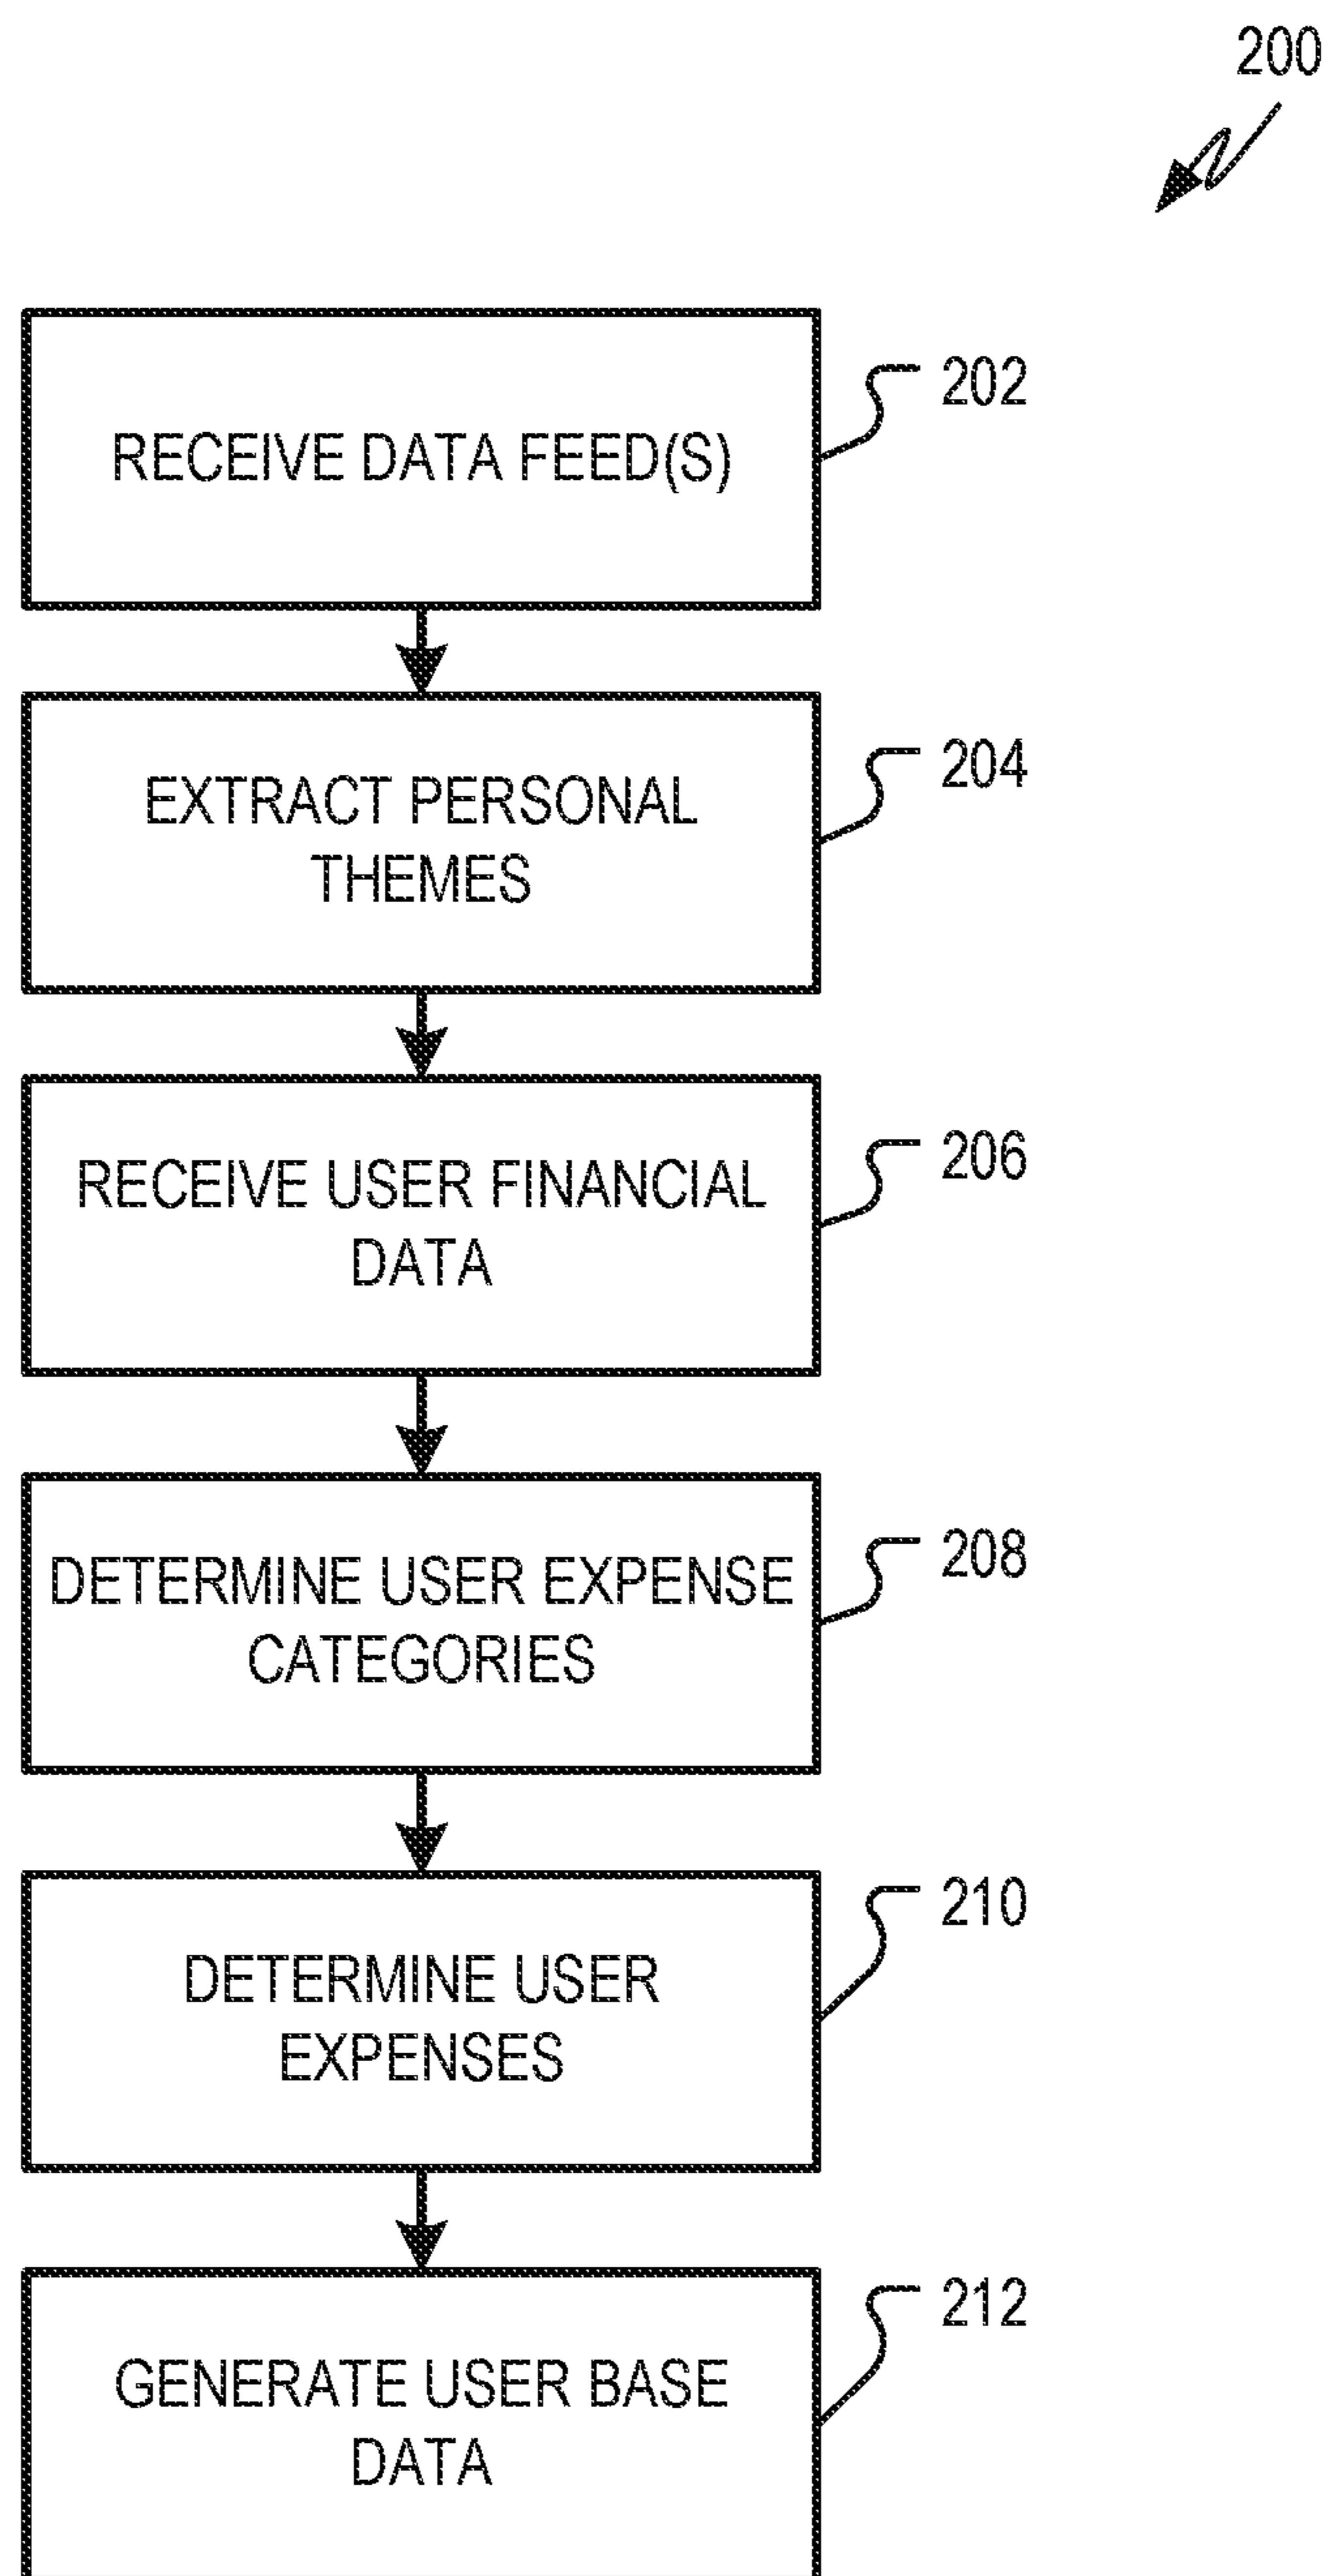 200
RECEIVE DATA FEED(S)
202
EXTRACT PERSONAL
THEMES
204
RECEIVE USER FINANCIAL
DATA
206
DETERMINE USER EXPENSE
CATEGORIES
208
DETERMINE USER
EXPENSES
210
GENERATE USER BASE
DATA
212